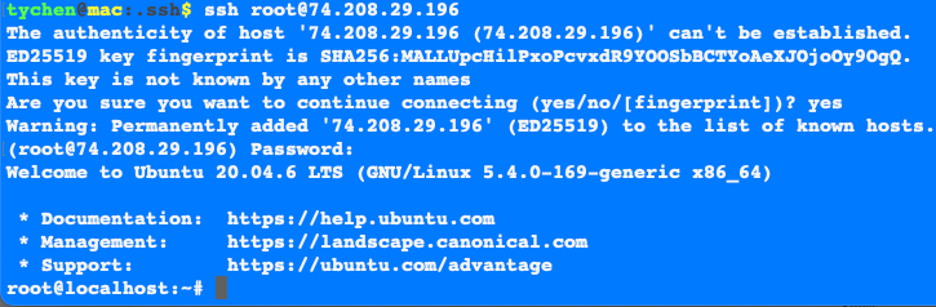 tychen@mac:.ssh$ ssh root@74.208.29.196
The authenticity of host '74.208.29.196 (74.208.29.196)' can't be established.
ED25519 key fingerprint is SHA256:MALLUpcHilPxoPcvxdR9YOOSbBCTYoAeXJOjoOy9OgQ.
This key is not known by any other names
Are you sure you want to continue connecting (yes/no/[fingerprint])? yes
Warning: Permanently added '74.208.29.196' (ED25519) to the list of known hosts.
(root@74.208.29.196) Password:
Welcome to Ubuntu 20.04.6 LTS (GNU/Linux 5.4.0-169-generic x86_64)
* Documentation: https://help.ubuntu.com
* Management: https://landscape.canonical.com
* Support: https://ubuntu.com/advantage
root@localhost:~#